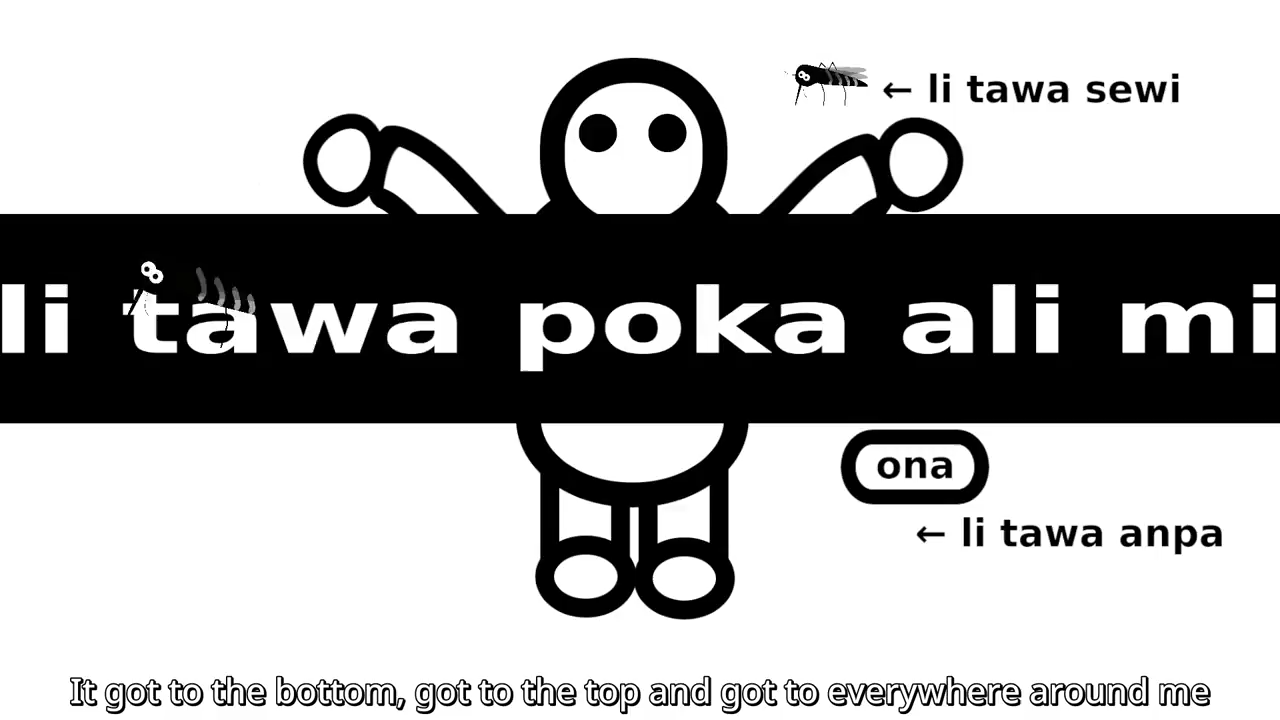 ← li tawa sewi
li tawa poka ali mi
ona
← li tawa anpa
It got to the bottom, got to the top and got to everywhere around me